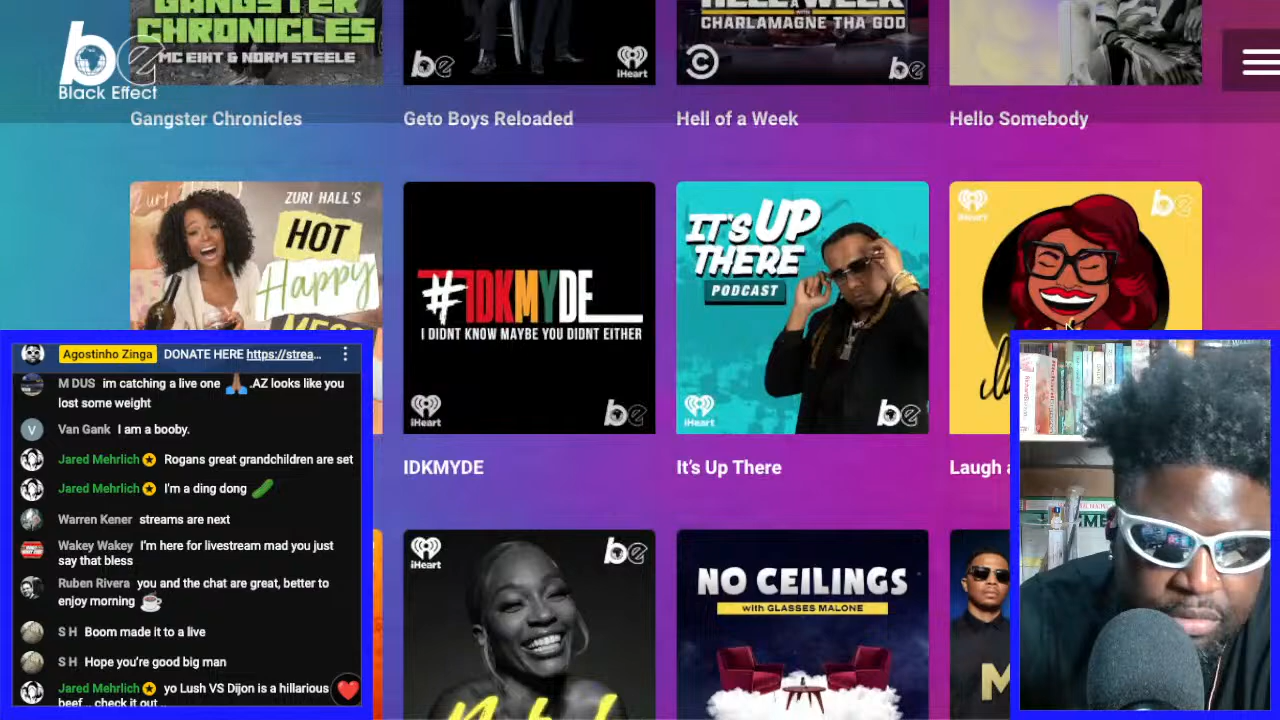 GANGSTER
CHRONICLES
MC EIHT & NORM STEELE
be
Black Effect
be
iHeart
HELL OF A WEEK
WITH
CHARLAMAGNE THA GOD
be
Gangster Chronicles
Geto Boys Reloaded
Hell of a Week
Hello Somebody
ZURI HALL'S
HOT
Happy
MESS
#IDKMYDE
I DIDNT KNOW MAYBE YOU DIDNT EITHER
iHeart
be
IT'S UP
THERE
PODCAST
iHeart
be
iHeart
be
IDKMYDE
It's Up There
Laugh
iHeart
be
NO CEILINGS
with GLASSES MALONE
M
Agostinho Zinga DONATE HERE https://strea...
M DUS im catching a live one .AZ looks like you
lost some weight
V
Van Gank I am a booby.
Jared Mehrlich Rogans great grandchildren are set
Jared Mehrlich I'm a ding dong
Warren Kener streams are next
Wakey Wakey I'm here for livestream mad you just
say that bless
Ruben Rivera you and the chat are great, better to
enjoy morning
S H Boom made it to a live
S H Hope you're good big man
Jared Mehrlich yo Lush VS Dijon is a hillarious
beef .. check it out ..